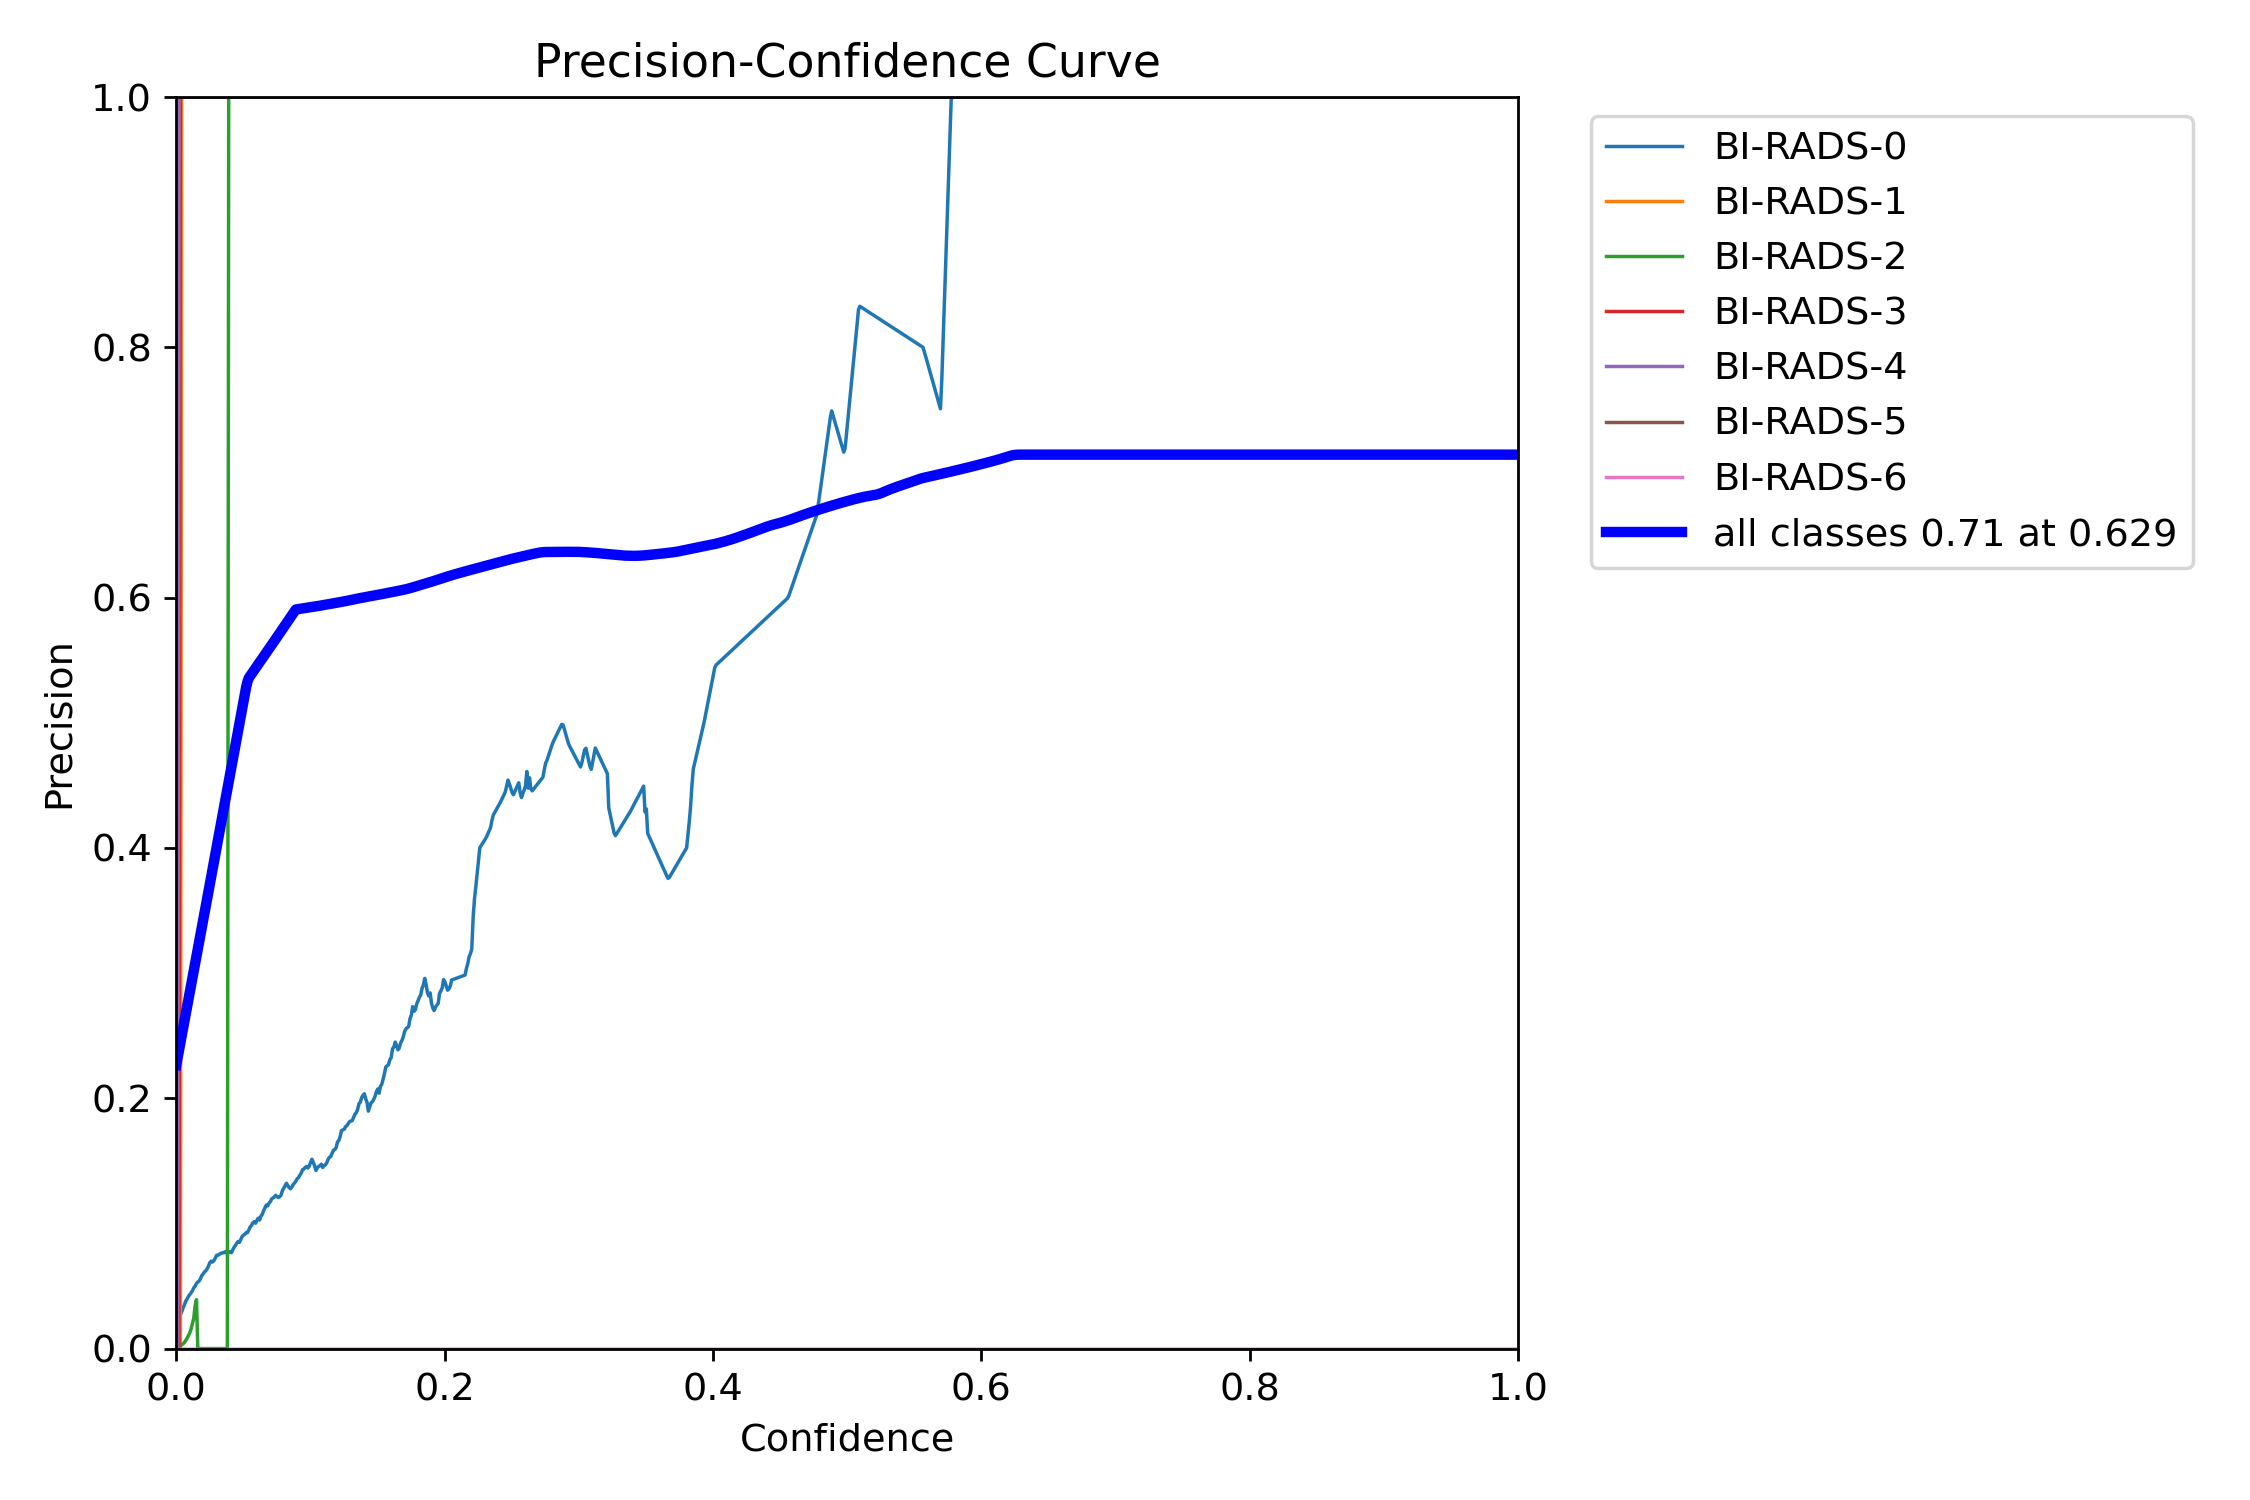 Precision-Confidence Curve
1.0
0.8
0.6
0.4
0.2
0.0
Precision
0.0 0.2 0.4 0.6 0.8 1.0
Confidence
BI-RADS-0
BI-RADS-1
BI-RADS-2
BI-RADS-3
BI-RADS-4
BI-RADS-5
BI-RADS-6
all classes 0.71 at 0.629